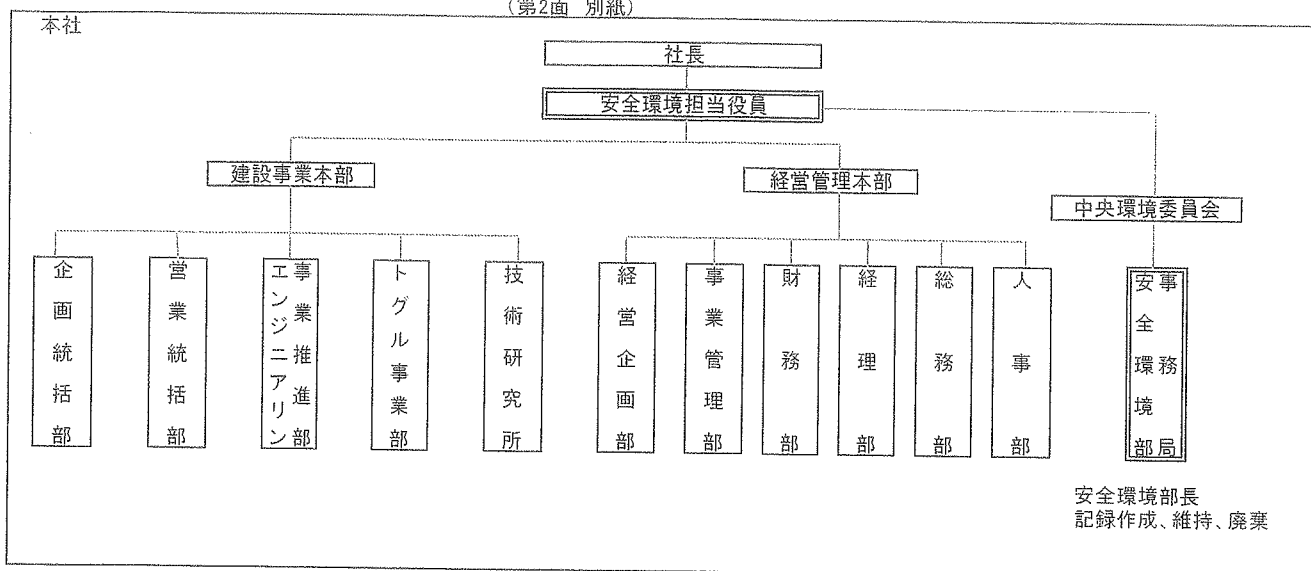 (第2面 別紙)
本社
社長
安全環境担当役員
建設事業本部
経営管理本部
中央環境委員会
企画統括部
営業統括部
事業推進部
エンジニアリン
トグル事業部
技術研究所
経営企画部
事業管理部
財務部
経理部
総務部
人事部
事務局
安全環境部
安全環境部長
記録作成、維持、廃棄